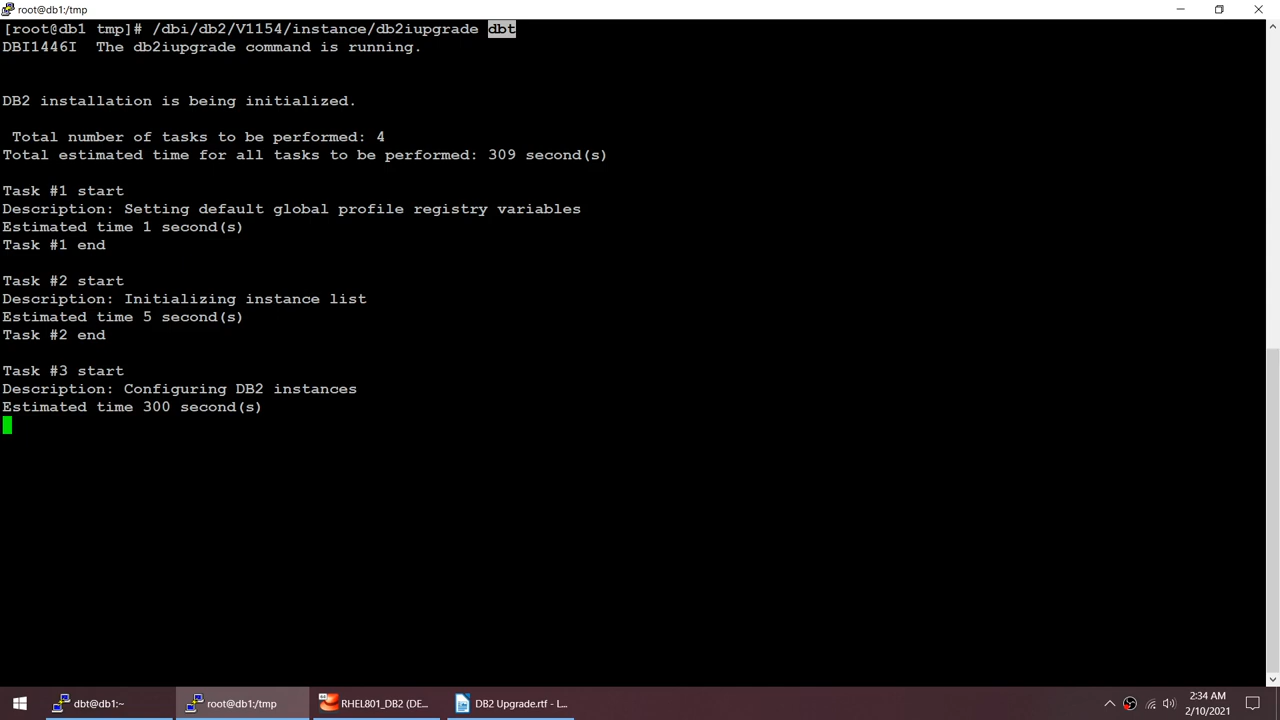 root@db1:/tmp
[root@db1 tmp]# /dbi/db2/V1154/instance/db2iupgrade dbt
DBI1446I  The db2iupgrade command is running.
DB2 installation is being initialized.
Total number of tasks to be performed: 4
Total estimated time for all tasks to be performed: 309 second(s)
Task #1 start
Description: Setting default global profile registry variables
Estimated time 1 second(s)
Task #1 end
Task #2 start
Description: Initializing instance list
Estimated time 5 second(s)
Task #2 end
Task #3 start
Description: Configuring DB2 instances
Estimated time 300 second(s)
dbt@db1:~
root@db1:/tmp
RHEL801_DB2 (DE...
DB2 Upgrade.rtf - L...
2:34 AM
2/10/2021